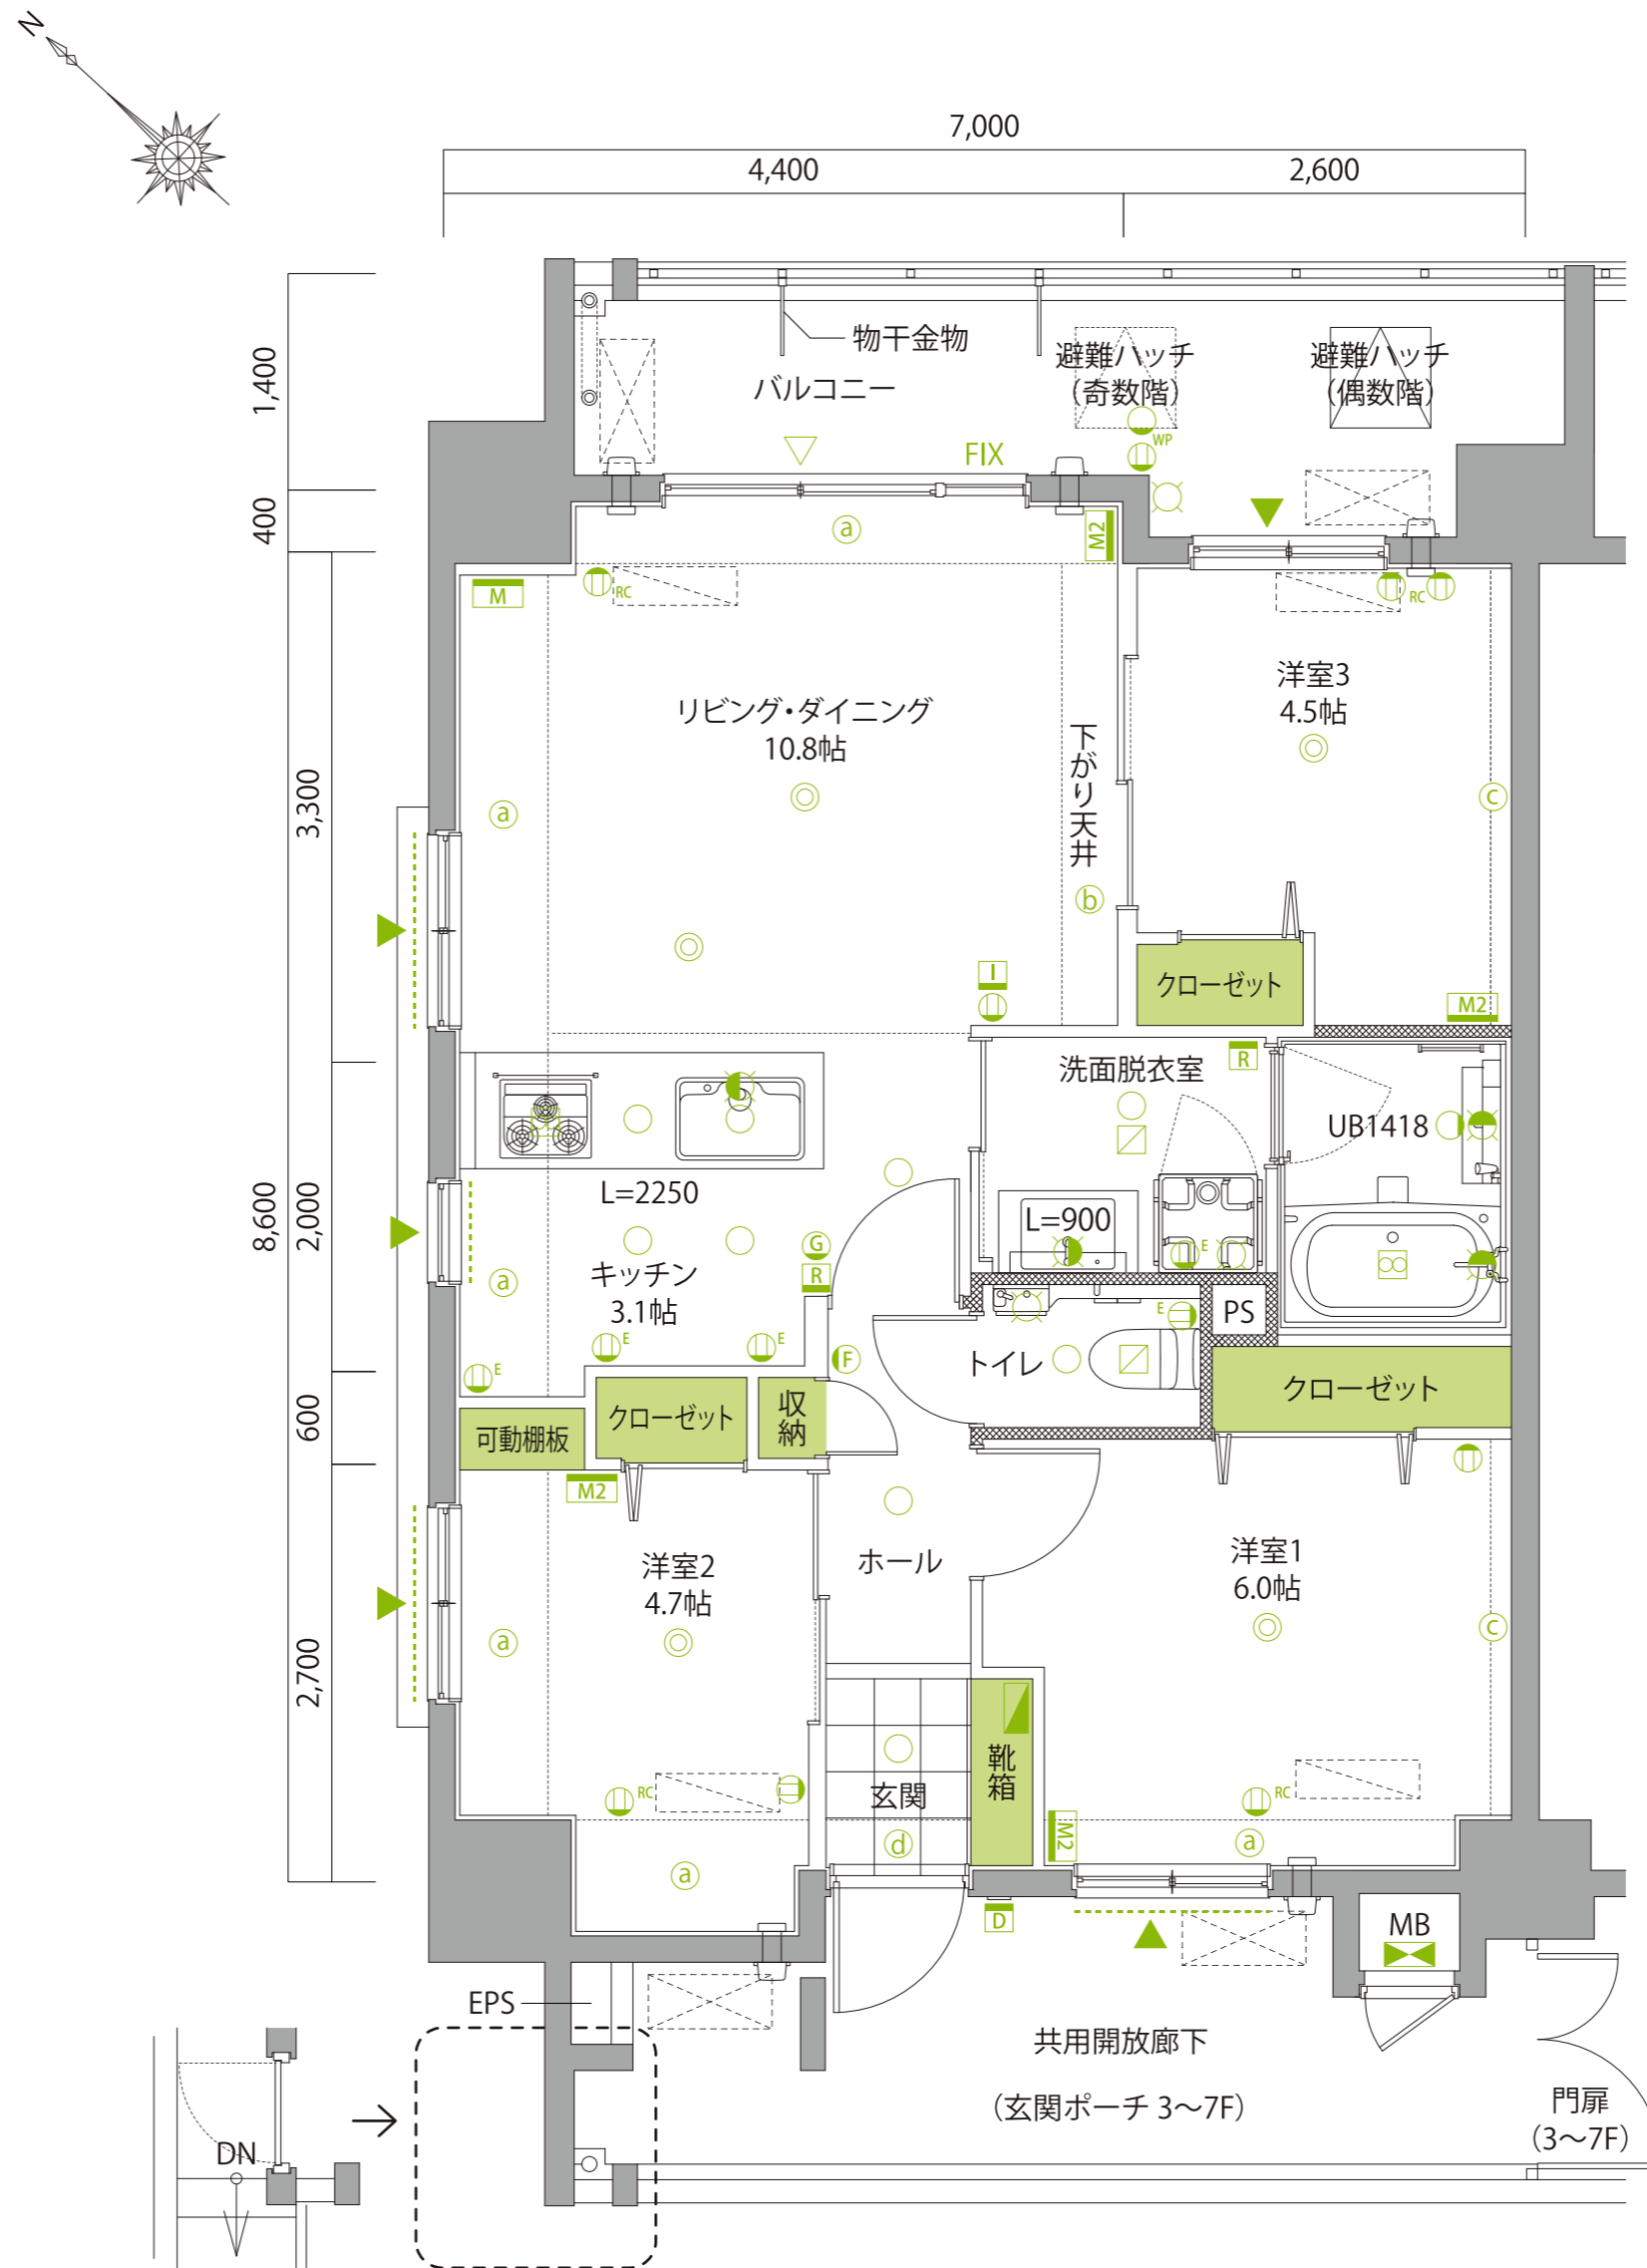 N
7,000
4,400
2,600
1,400
400
3,300
8,600
2,000
600
2,700
物干金物
バルコニー
避難ハッチ
(奇数階)
避難ハッチ
(偶数階)
FIX
WP
a
M2
M
RC
RC
洋室3
4.5帖
リビング・ダイニング
10.8帖
下がり天井
a
c
b
I
クローゼット
M2
洗面脱衣室
R
UB1418
L=2250
L=900
G
R
E
キッチン
3.1帖
a
E
E
E
F
E
PS
トイレ
クローゼット
可動棚板
クローゼット
収納
M2
ホール
洋室2
4.7帖
洋室1
6.0帖
a
c
RC
玄関
靴箱
RC
M2
d
a
a
D
MB
EPS
共用開放廊下
(玄関ポーチ 3〜7F)
門扉
(3〜7F)
DN